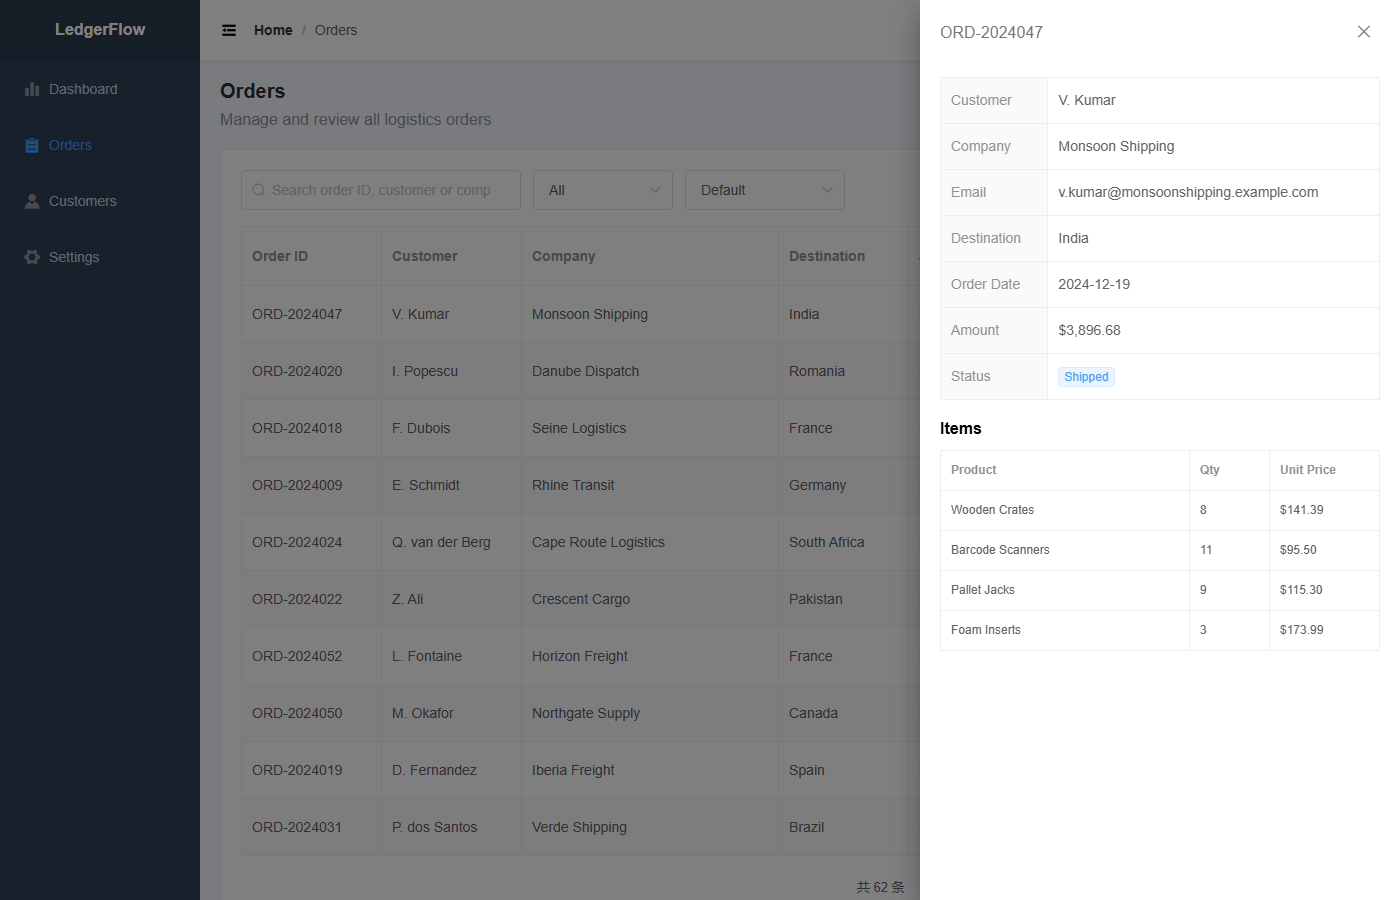 LedgerFlow
Dashboard
Orders
Customers
Settings
Home / Orders
Orders
Manage and review all logistics orders
Search order ID, customer or comp
All
Default
Order ID Customer Company Destination
ORD-2024047 V. Kumar Monsoon Shipping India
ORD-2024020 I. Popescu Danube Dispatch Romania
ORD-2024018 F. Dubois Seine Logistics France
ORD-2024009 E. Schmidt Rhine Transit Germany
ORD-2024024 Q. van der Berg Cape Route Logistics South Africa
ORD-2024022 Z. Ali Crescent Cargo Pakistan
ORD-2024052 L. Fontaine Horizon Freight France
ORD-2024050 M. Okafor Northgate Supply Canada
ORD-2024019 D. Fernandez Iberia Freight Spain
ORD-2024031 P. dos Santos Verde Shipping Brazil
共 62 条
ORD-2024047
Customer V. Kumar
Company Monsoon Shipping
Email v.kumar@monsoonshipping.example.com
Destination India
Order Date 2024-12-19
Amount $3,896.68
Status Shipped
Items
Product Qty Unit Price
Wooden Crates 8 $141.39
Barcode Scanners 11 $95.50
Pallet Jacks 9 $115.30
Foam Inserts 3 $173.99